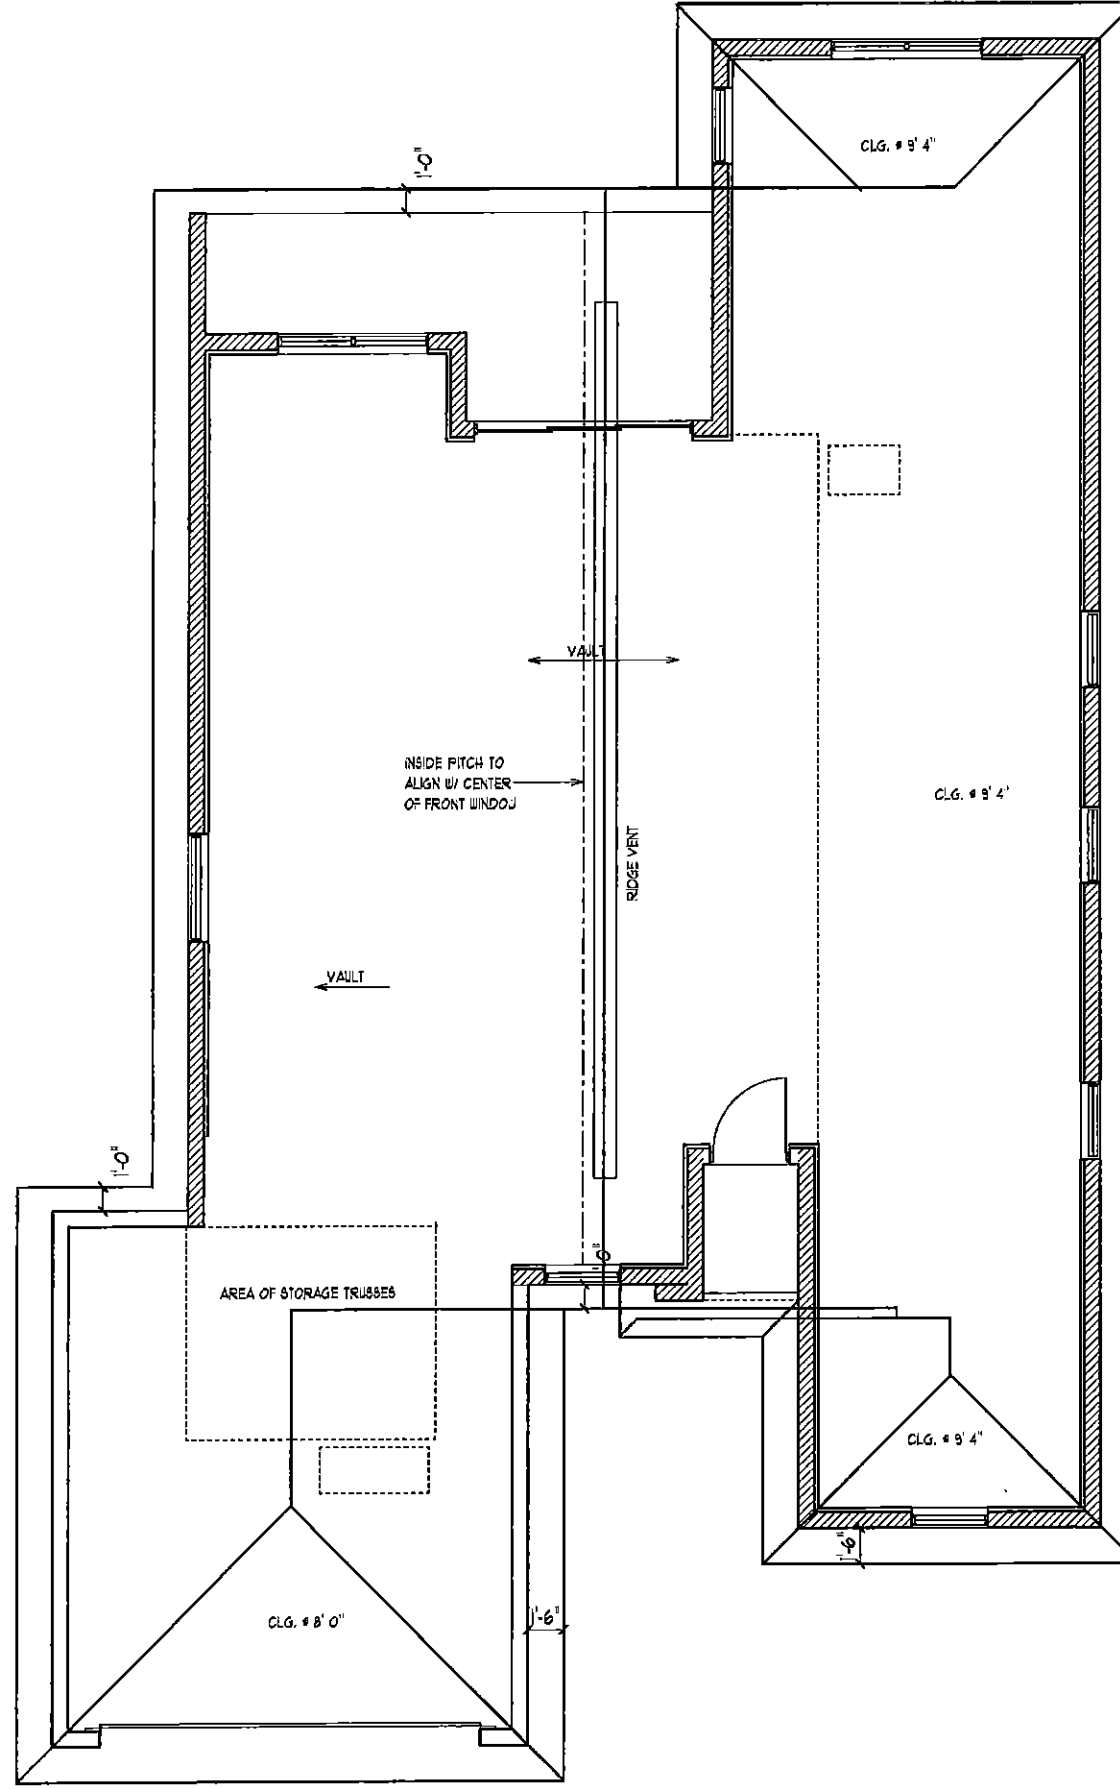 1'-0"
CLG. @ 9' 4"
VAULT
INSIDE PITCH TO
ALIGN W/ CENTER
OF FRONT WINDOW
CLG. @ 9' 4"
RIDGE VENT
VAULT
1'-0"
AREA OF STORAGE TRUSSES
CLG. @ 9' 4"
1'-6"
CLG. @ 8' 0"
1'-6"